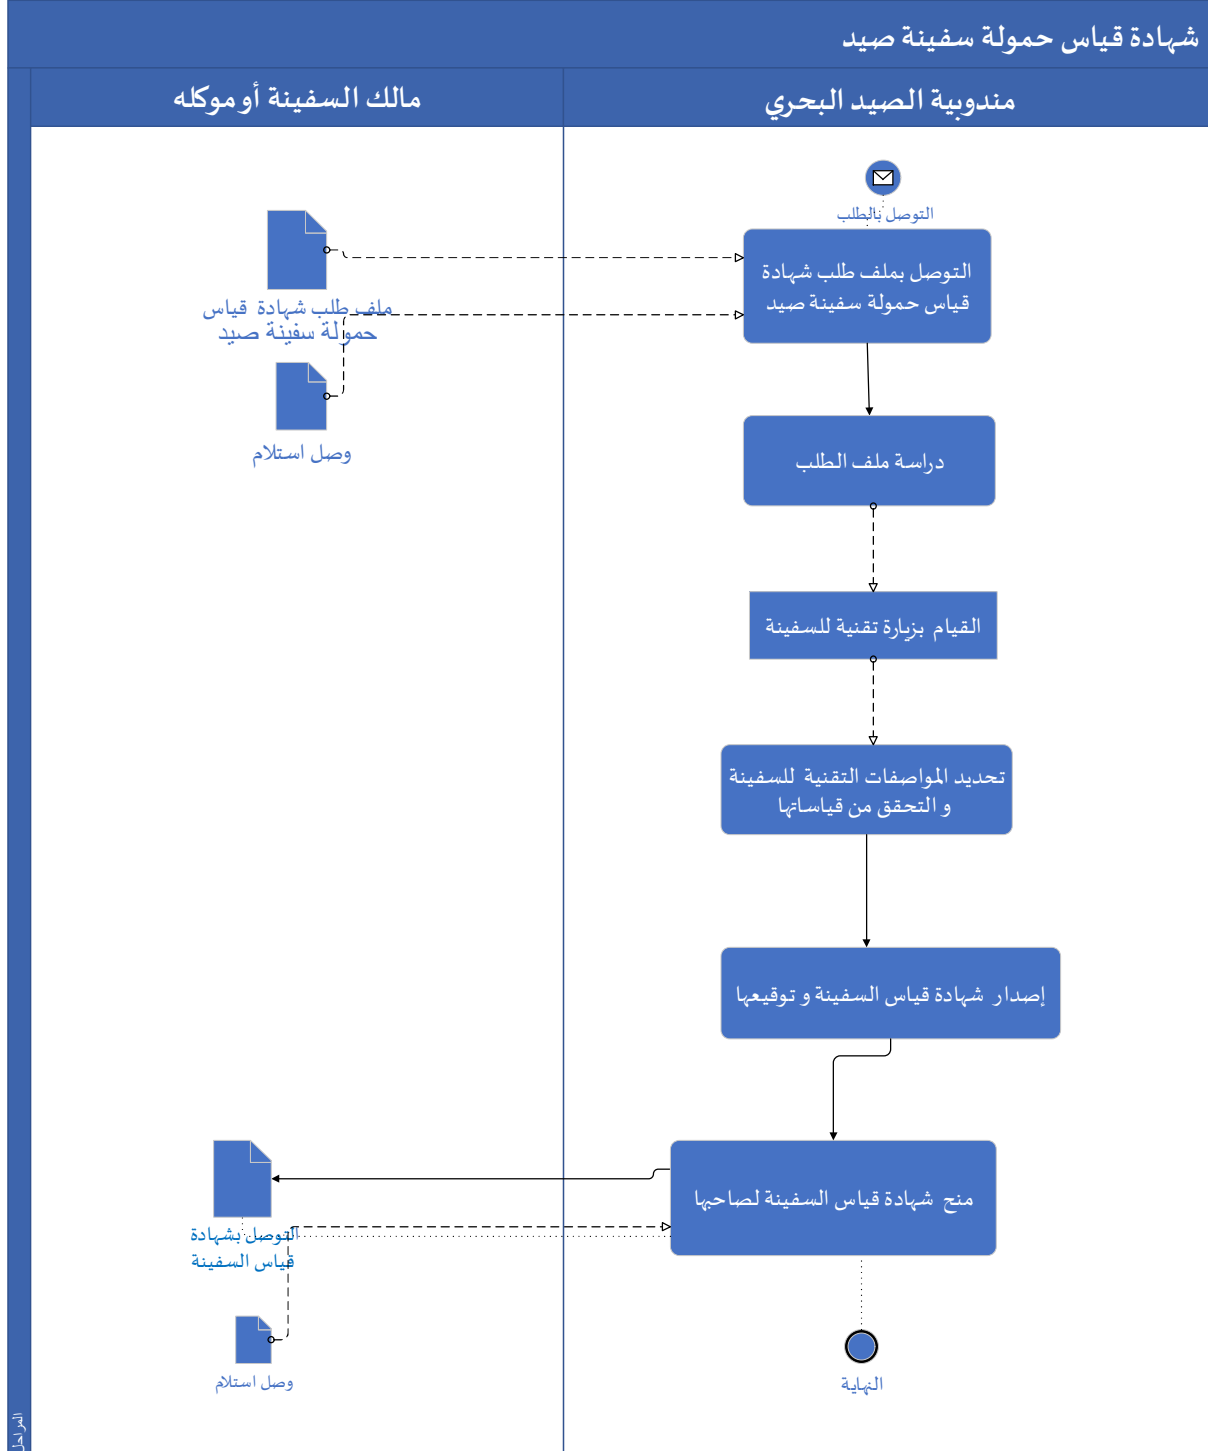 شهادة قياس حمولة سفينة صيد
مندوبية الصيد البحري
مالك السفينة أو موكله
التوصل بالطلب
التوصل بملف طلب شهادة
قياس حمولة سفينة صيد
ملف طلب شهادة قياس
حمولة سفينة صيد
وصل استلام
دراسة ملف الطلب
القيام بزيارة تقنية للسفينة
تحديد المواصفات التقنية للسفينة
و التحقق من قياساتها
إصدار شهادة قياس السفينة و توقيعها
منح شهادة قياس السفينة لصاحبها
التوصل بشهادة
قياس السفينة
وصل استلام
النهاية
المراحل